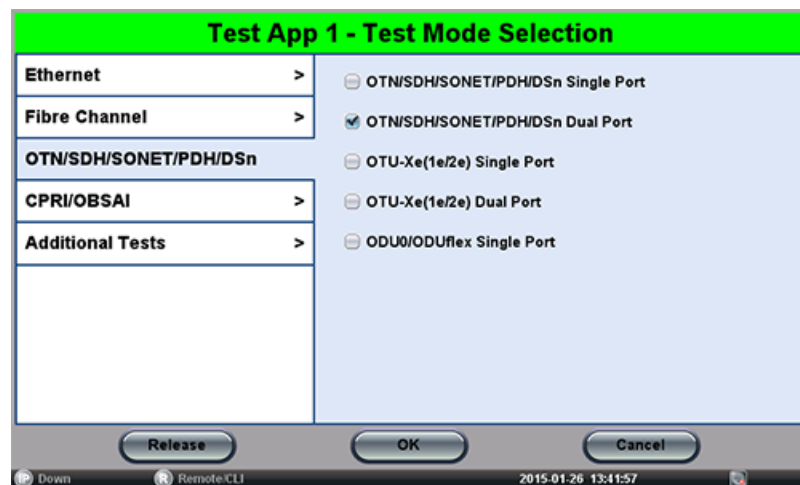 Test App 1 - Test Mode Selection
Ethernet >
Fibre Channel >
OTN/SDH/SONET/PDH/DSn
CPRI/OBSAI >
Additional Tests >
OTN/SDH/SONET/PDH/DSn Single Port
OTN/SDH/SONET/PDH/DSn Dual Port
OTU-Xe(1e/2e) Single Port
OTU-Xe(1e/2e) Dual Port
ODU0/ODUflex Single Port
Release OK Cancel
IP Down R Remote/CLI 2015-01-26 13:41:57